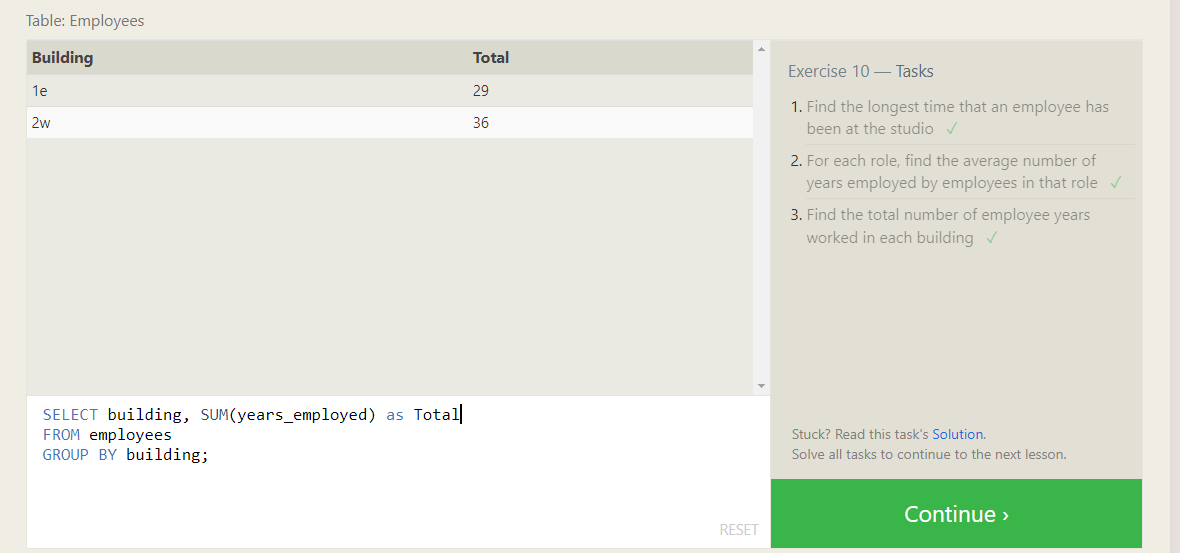 Table: Employees
Building Total
1e 29
2w 36
SELECT building, SUM(years_employed) as Total
FROM employees
GROUP BY building;
RESET
Exercise 10 — Tasks
1. Find the longest time that an employee has
been at the studio ✓
2. For each role, find the average number of
years employed by employees in that role ✓
3. Find the total number of employee years
worked in each building ✓
Stuck? Read this task's Solution.
Solve all tasks to continue to the next lesson.
Continue ›